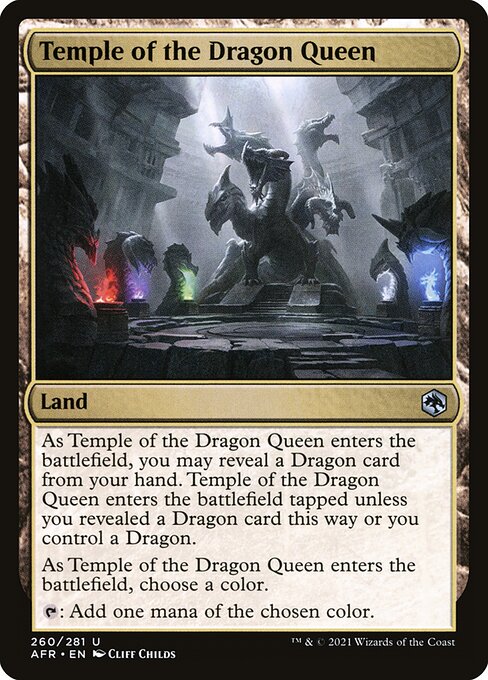 Temple of the Dragon Queen
Land
As Temple of the Dragon Queen enters the
battlefield, you may reveal a Dragon card
from your hand. Temple of the Dragon
Queen enters the battlefield tapped unless
you revealed a Dragon card this way or you
control a Dragon.
As Temple of the Dragon Queen enters the
battlefield, choose a color.
: Add one mana of the chosen color.
260/281 U
™ & © 2021 Wizards of the Coast
AFR • EN Cliff Childs